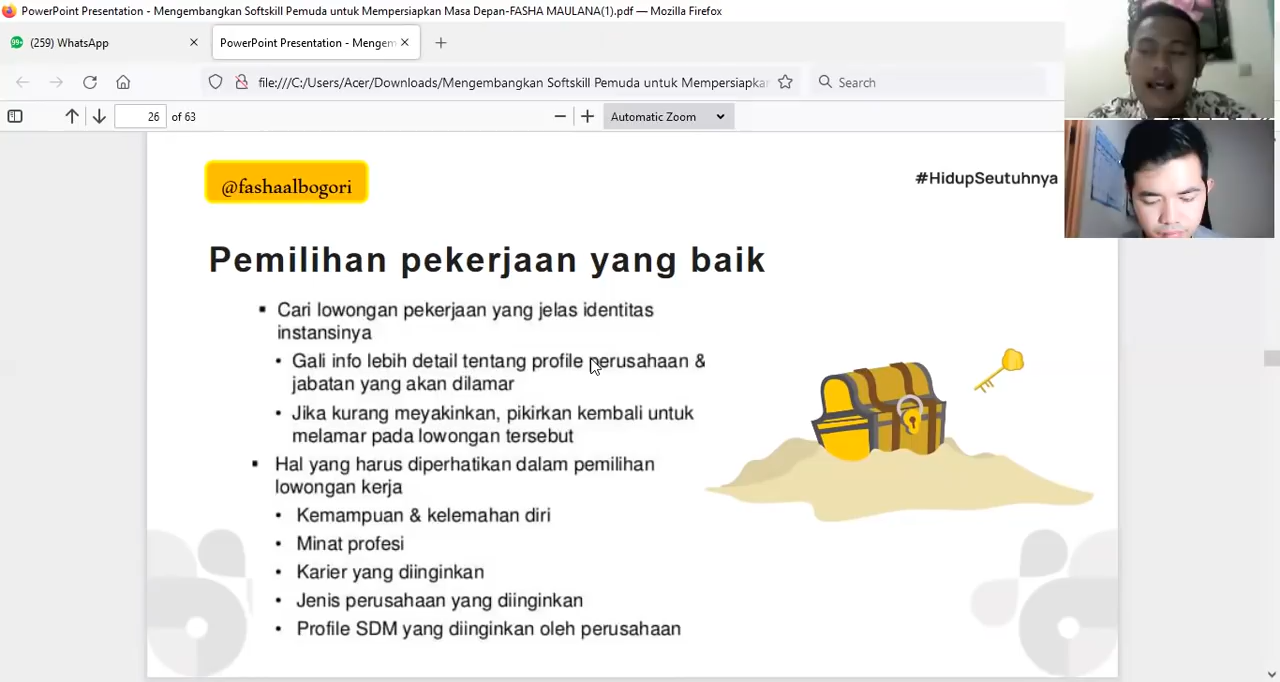 PowerPoint Presentation - Mengembangkan Softskill Pemuda untuk Mempersiapkan Masa Depan-FASHA MAULANA(1).pdf — Mozilla Firefox
99+ (259) WhatsApp
PowerPoint Presentation - Mengem
file:///C:/Users/Acer/Downloads/Mengembangkan Softskill Pemuda untuk Mempersiapka
Search
26 of 63
Automatic Zoom
@fashaalbogori
#HidupSeutuhnya
Pemilihan pekerjaan yang baik
▪ Cari lowongan pekerjaan yang jelas identitas
instansinya
• Gali info lebih detail tentang profile perusahaan &
jabatan yang akan dilamar
• Jika kurang meyakinkan, pikirkan kembali untuk
melamar pada lowongan tersebut
▪ Hal yang harus diperhatikan dalam pemilihan
lowongan kerja
• Kemampuan & kelemahan diri
• Minat profesi
• Karier yang diinginkan
• Jenis perusahaan yang diinginkan
• Profile SDM yang diinginkan oleh perusahaan